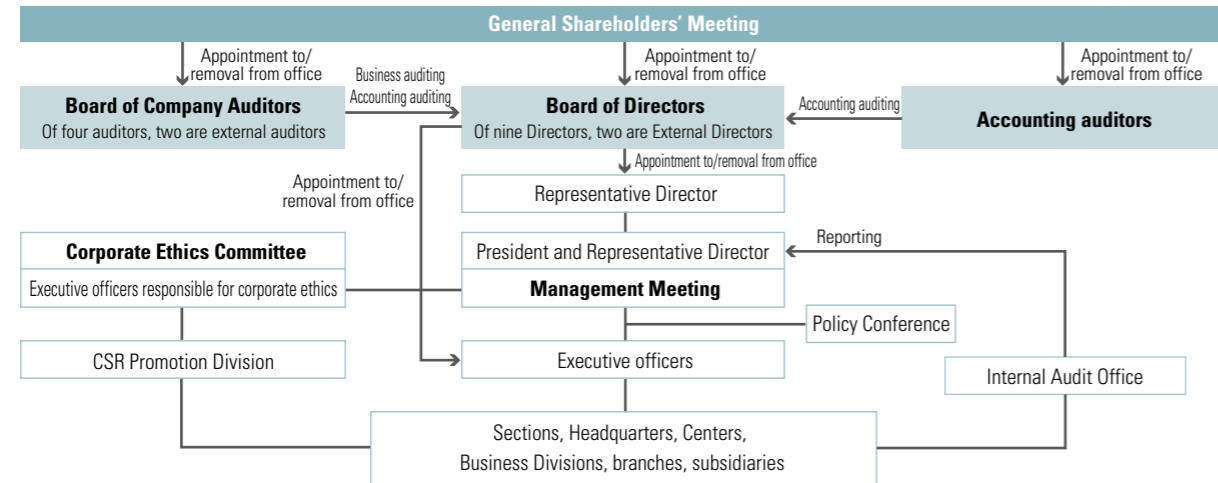 General Shareholders’ Meeting
Appointment to/
removal from office
Appointment to/
removal from office
Appointment to/
removal from office
Board of Company Auditors
Of four auditors, two are external auditors
Business auditing
Accounting auditing
Board of Directors
Of nine Directors, two are External Directors
Accounting auditing
Accounting auditors
Appointment to/removal from office
Appointment to/
removal from office
Representative Director
Corporate Ethics Committee
Executive officers responsible for corporate ethics
President and Representative Director
Management Meeting
Reporting
Policy Conference
CSR Promotion Division
Executive officers
Internal Audit Office
Sections, Headquarters, Centers,
Business Divisions, branches, subsidiaries